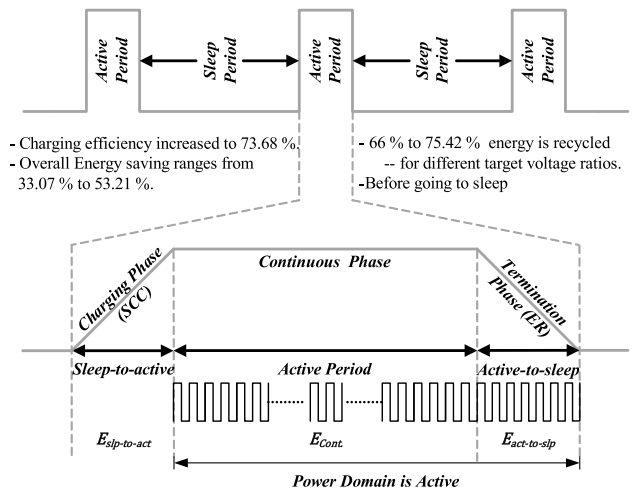 Active Period
Sleep Period
Active Period
Sleep Period
Active Period
- Charging efficiency increased to 73.68 %.
- Overall Energy saving ranges from
33.07 % to 53.21 %.
- 66 % to 75.42 % energy is recycled
-- for different target voltage ratios.
-Before going to sleep
Charging Phase
(SCC)
Continuous Phase
Termination
Phase (ER)
Sleep-to-active
Active Period
Active-to-sleep
E_slp-to-act
E_Cont.
E_act-to-slp
Power Domain is Active